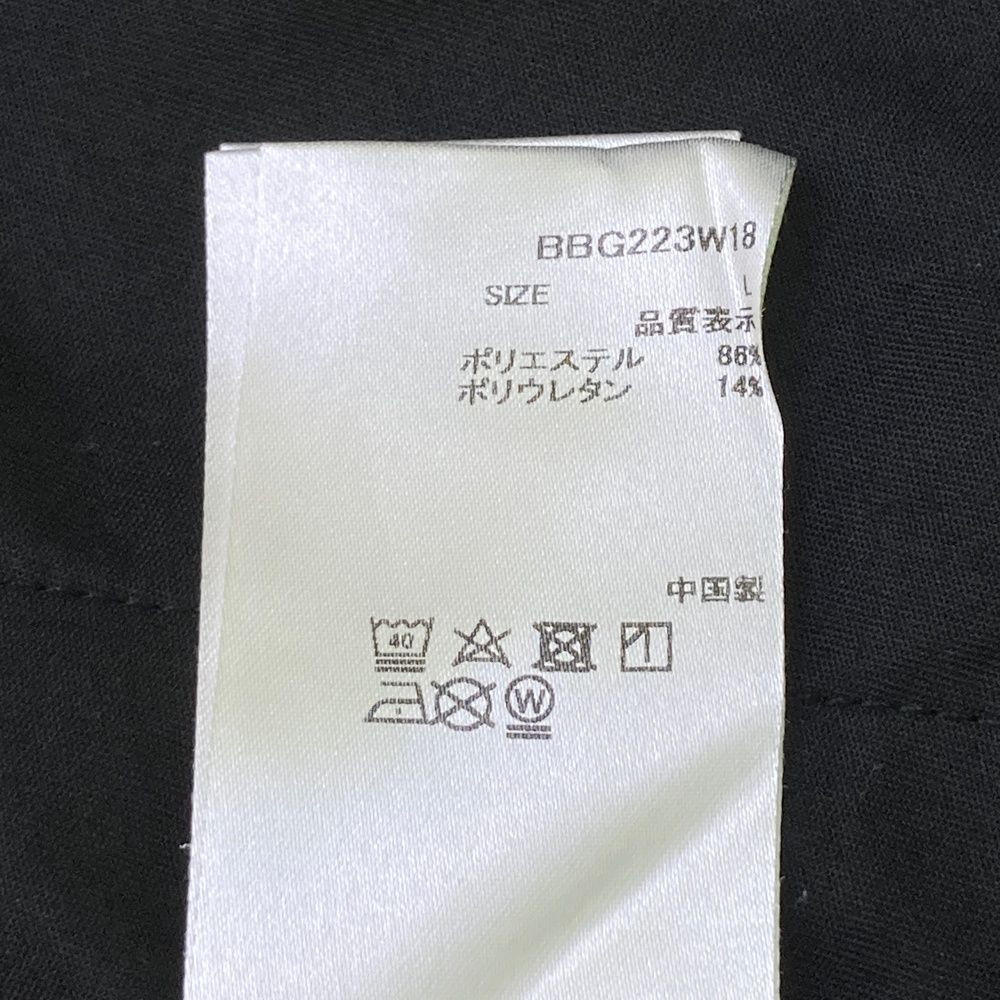 BBG223W18
SIZE L
品質表示
ポリエステル 86%
ポリウレタン 14%
中国製
40
W